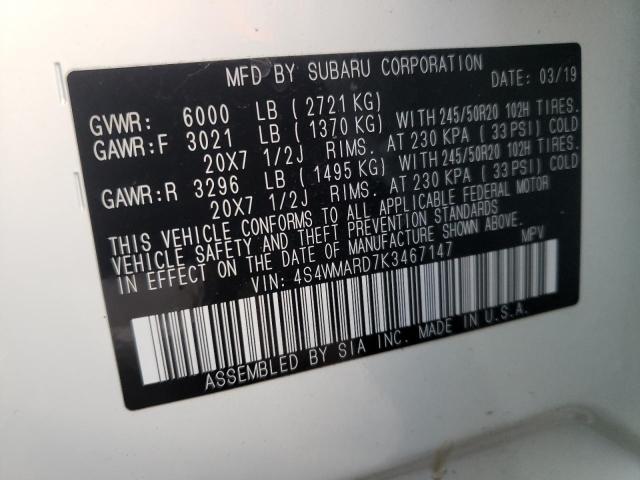 MFD BY SUBARU CORPORATION DATE: 03/19
GVWR: 6000 LB (2721 KG)
GAWR:F 3021 LB (1370 KG) WITH 245/50R20 102H TIRES.
20X7 1/2J RIMS. AT 230 KPA (33 PSI) COLD
GAWR:R 3296 LB (1495 KG) WITH 245/50R20 102H TIRES.
20X7 1/2J RIMS. AT 230 KPA (33 PSI) COLD
THIS VEHICLE CONFORMS TO ALL APPLICABLE FEDERAL MOTOR
VEHICLE SAFETY AND THEFT PREVENTION STANDARDS
IN EFFECT ON THE DATE OF MANUFACTURE SHOWN ABOVE.
VIN: 4S4WMARD7K3467147 MPV
ASSEMBLED BY SIA INC. MADE IN U.S.A.